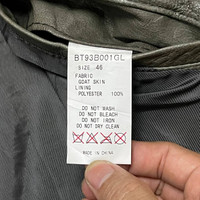 BT93B001GL
SIZE 46
FABRIC
GOAT SKIN
LINING
POLYESTER 100%
DO NOT WASH
DO NOT BLEACH
DO NOT IRON
DO NOT DRY CLEAN
MADE IN CHINA